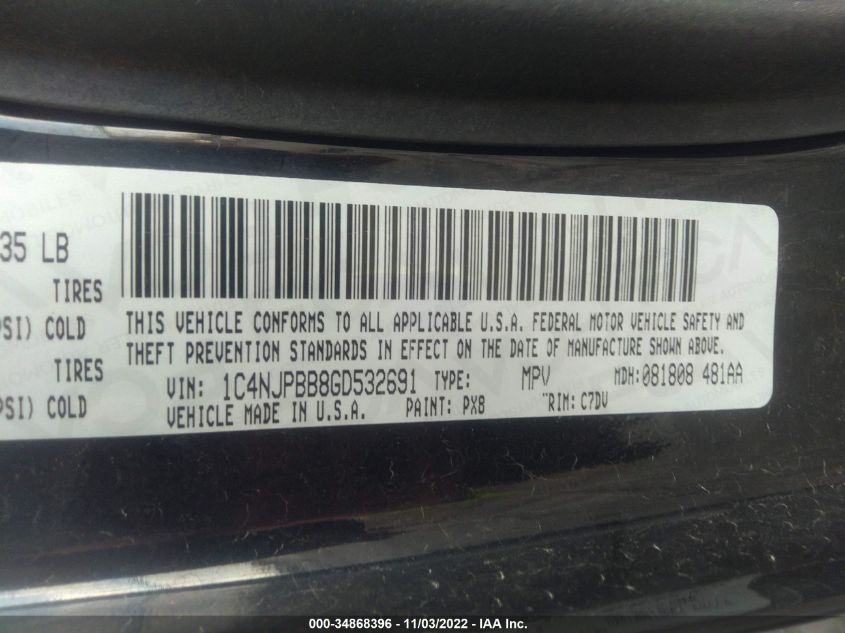 35 LB
TIRES
PSI) COLD
TIRES
PSI) COLD
THIS VEHICLE CONFORMS TO ALL APPLICABLE U.S.A. FEDERAL MOTOR VEHICLE SAFETY AND
THEFT PREVENTION STANDARDS IN EFFECT ON THE DATE OF MANUFACTURE SHOWN ABOVE.
VIN: 1C4NJPBB8GD532691 TYPE: MPV MDH:081808 481AA
VEHICLE MADE IN U.S.A. PAINT: PX8 "RIM: C7DV
000-34868396 - 11/03/2022 - IAA Inc.